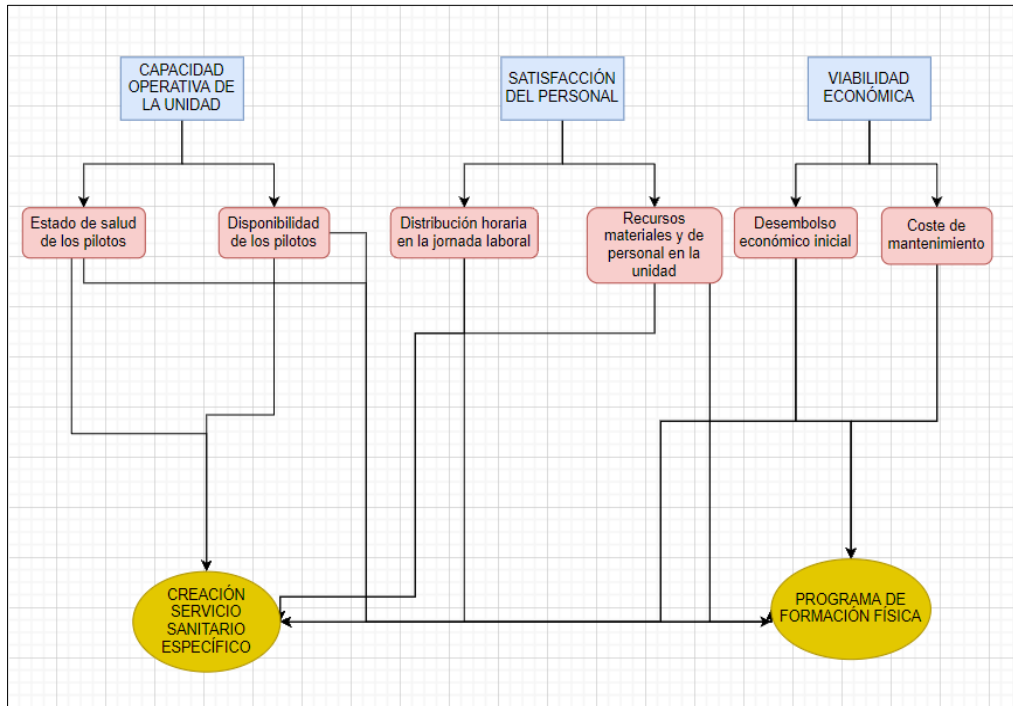 CAPACIDAD
OPERATIVA DE
LA UNIDAD
SATISFACCIÓN
DEL PERSONAL
VIABILIDAD
ECONÓMICA
Estado de salud
de los pilotos
Disponibilidad
de los pilotos
Distribución horaria
en la jornada laboral
Recursos
materiales y de
personal en la
unidad
Desembolso
económico inicial
Coste de
mantenimiento
CREACIÓN
SERVICIO
SANITARIO
ESPECÍFICO
PROGRAMA DE
FORMACIÓN FÍSICA